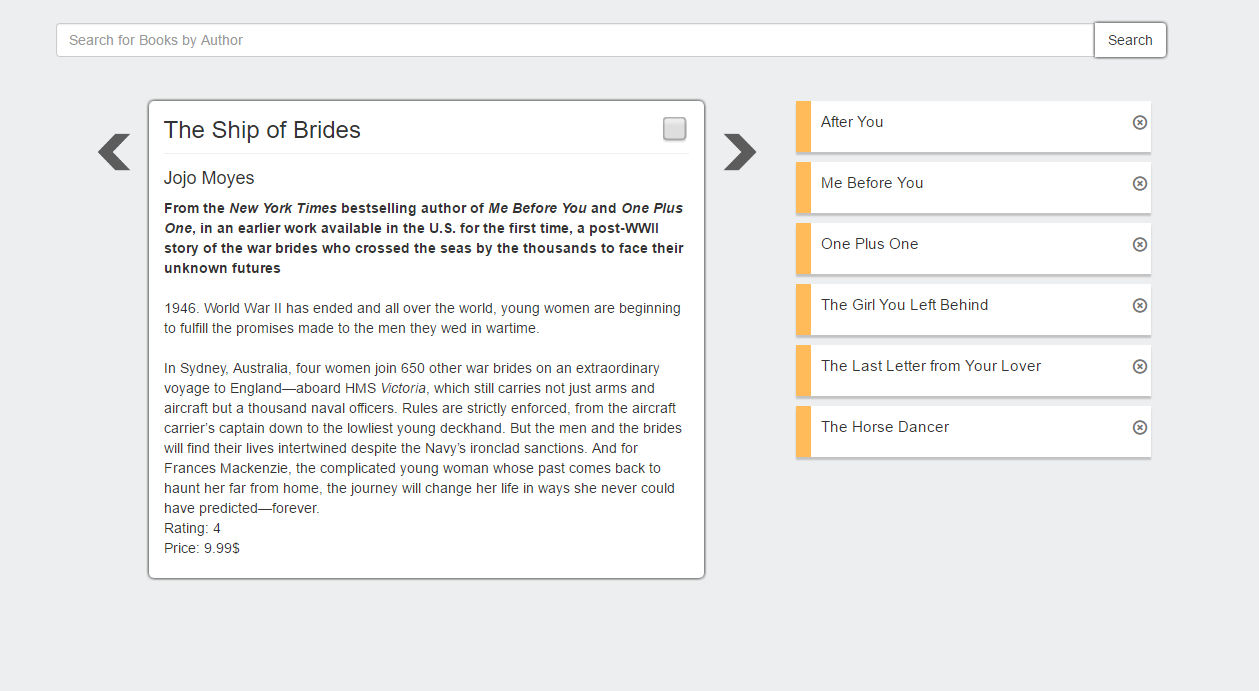 Search for Books by Author
Search
The Ship of Brides
Jojo Moyes
From the New York Times bestselling author of Me Before You and One Plus
One, in an earlier work available in the U.S. for the first time, a post-WWII
story of the war brides who crossed the seas by the thousands to face their
unknown futures
1946. World War II has ended and all over the world, young women are beginning
to fulfill the promises made to the men they wed in wartime.
In Sydney, Australia, four women join 650 other war brides on an extraordinary
voyage to England—aboard HMS Victoria, which still carries not just arms and
aircraft but a thousand naval officers. Rules are strictly enforced, from the aircraft
carrier’s captain down to the lowliest young deckhand. But the men and the brides
will find their lives intertwined despite the Navy’s ironclad sanctions. And for
Frances Mackenzie, the complicated young woman whose past comes back to
haunt her far from home, the journey will change her life in ways she never could
have predicted—forever.
Rating: 4
Price: 9.99$
After You
Me Before You
One Plus One
The Girl You Left Behind
The Last Letter from Your Lover
The Horse Dancer